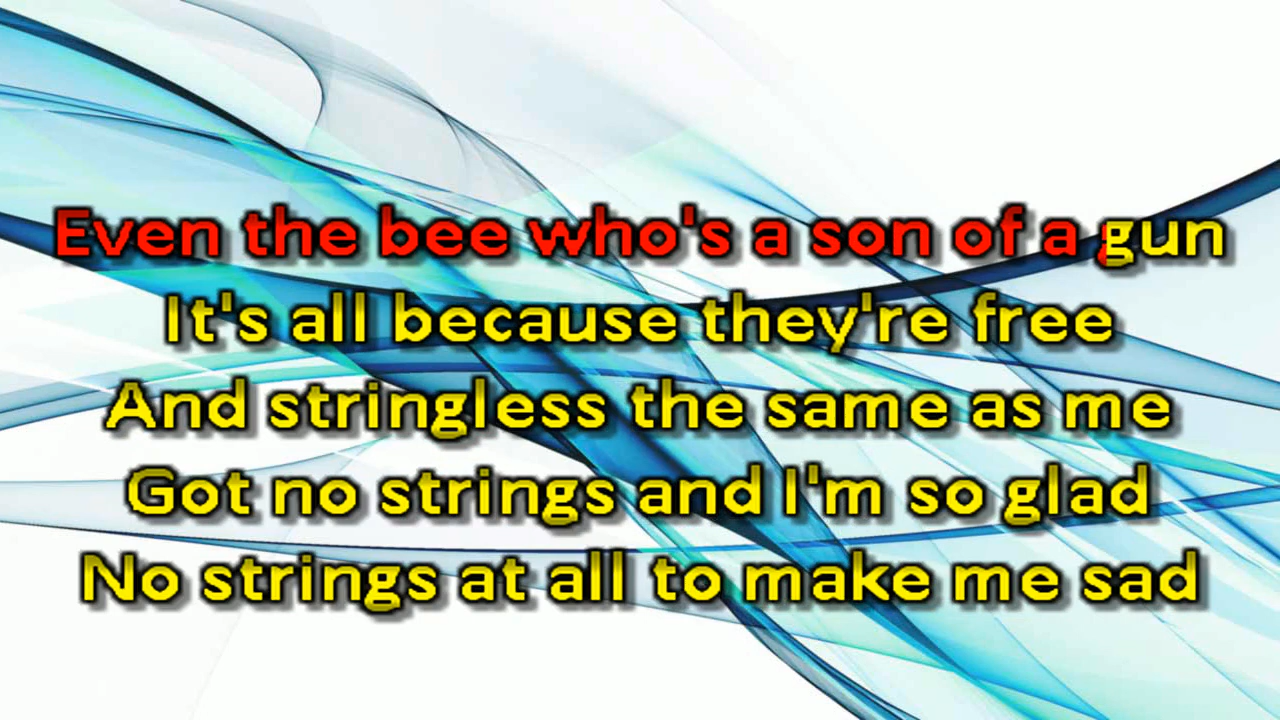 Even the bee who's a son of a gun
It's all because they're free
And stringless the same as me
Got no strings and I'm so glad
No strings at all to make me sad